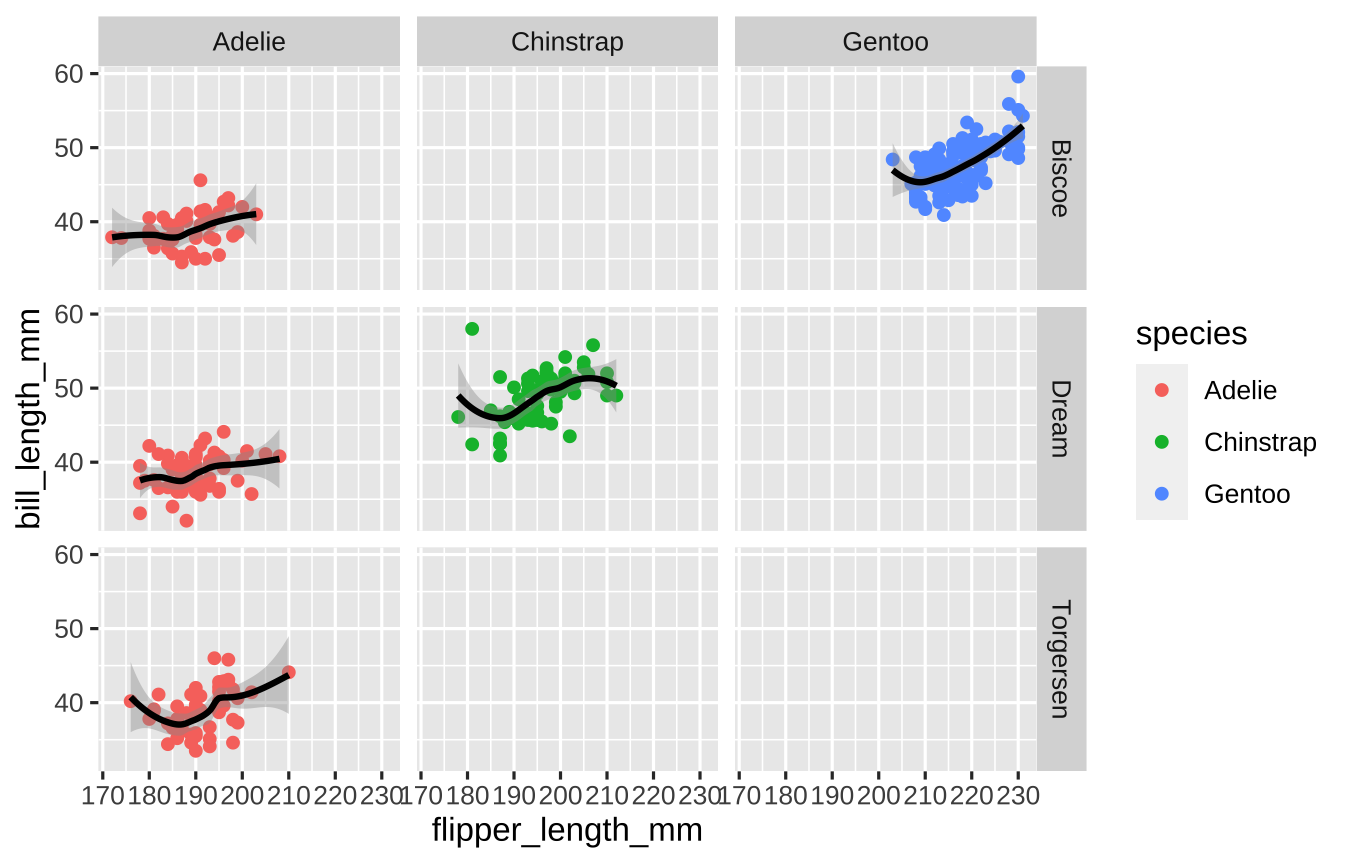 Adelie Chinstrap Gentoo
60
50
40
Biscoe
60
50
40
Dream
60
50
40
Torgersen
170 180 190 200 210 220 230 170 180 190 200 210 220 230 170 180 190 200 210 220 230
flipper_length_mm
bill_length_mm
species
Adelie
Chinstrap
Gentoo